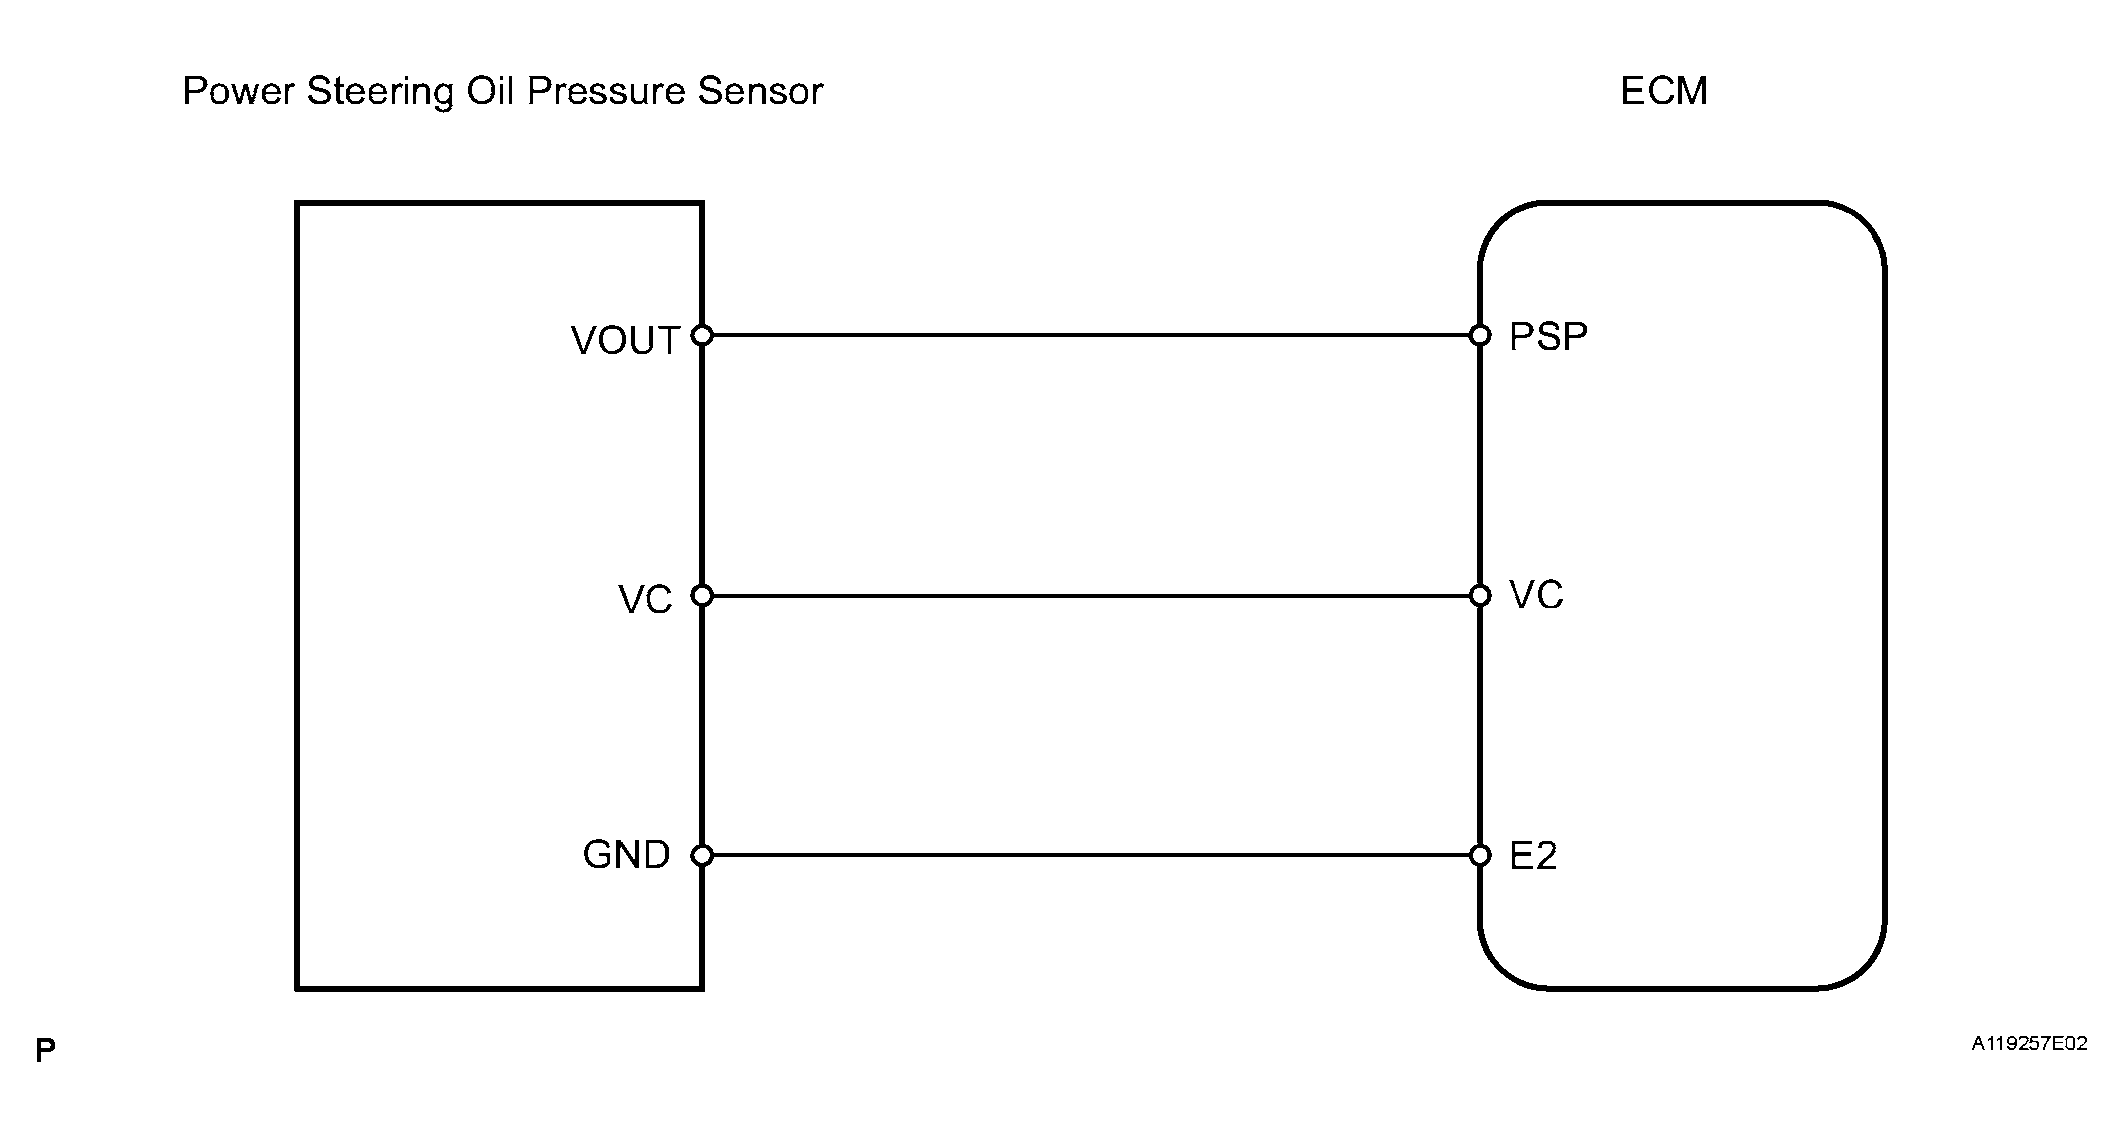 Power Steering Oil Pressure Sensor
ECM
VOUT
PSP
VC
VC
GND
E2
P
A119257E02